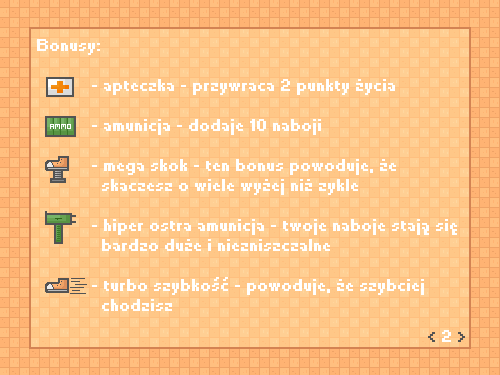 Bonusy:
- apteczka - przywraca 2 punkty życia
AMMO - amunicja - dodaje 10 naboji
- mega skok - ten bonus powoduje, że
skaczesz o wiele wyżej niż zykle
- hiper ostra amunicja - twoje naboje stają się
bardzo duże i niezniszczalne
- turbo szybkość - powoduje, że szybciej
chodzisz
< 2 >